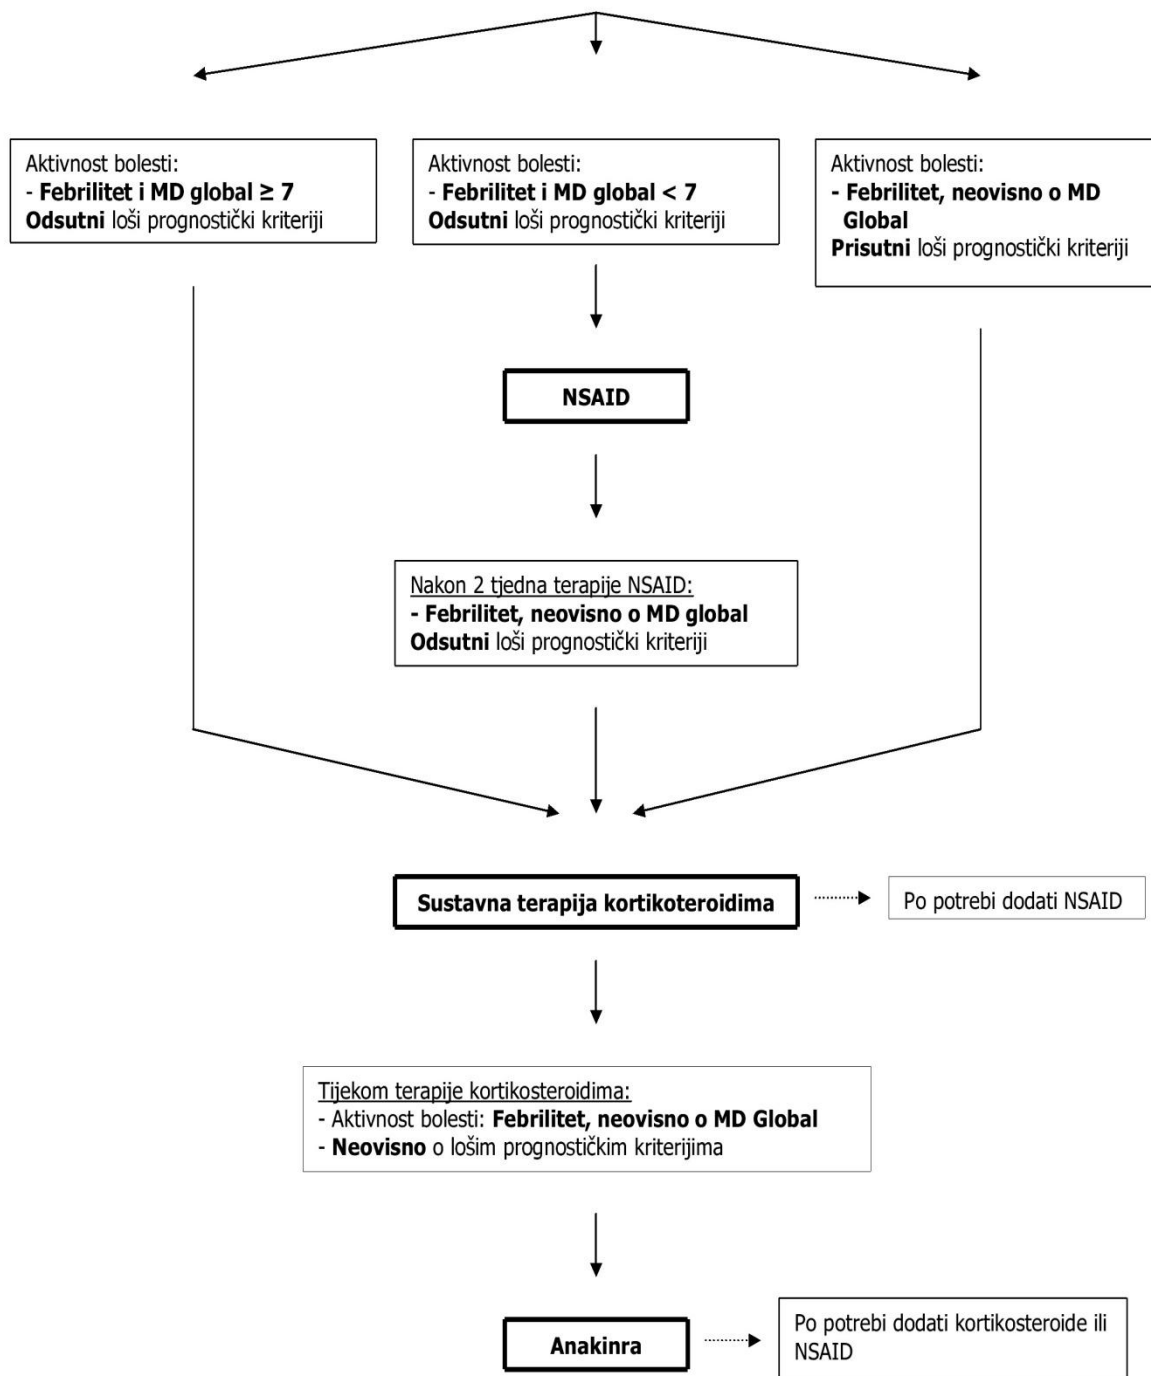 Aktivnost bolesti:
- Febrilitet i MD global ≥ 7
Odsutni loši prognostički kriteriji
Aktivnost bolesti:
- Febrilitet i MD global < 7
Odsutni loši prognostički kriteriji
Aktivnost bolesti:
- Febrilitet, neovisno o MD
Global
Prisutni loši prognostički kriteriji
NSAID
Nakon 2 tjedna terapije NSAID:
- Febrilitet, neovisno o MD global
Odsutni loši prognostički kriteriji
Sustavna terapija kortikoteroidima
Po potrebi dodati NSAID
Tijekom terapije kortikosteroidima:
- Aktivnost bolesti: Febrilitet, neovisno o MD Global
- Neovisno o lošim prognostičkim kriterijima
Anakinra
Po potrebi dodati kortikosteroide ili
NSAID